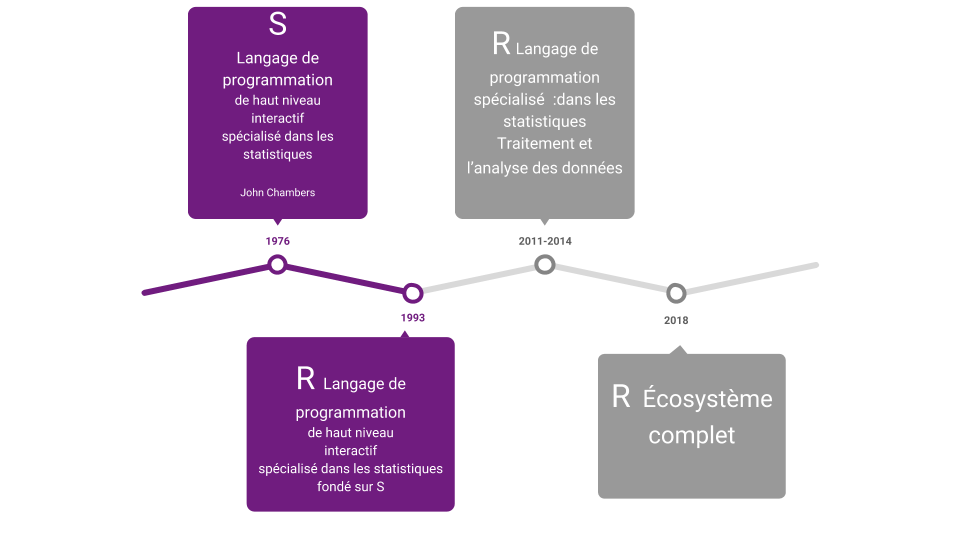 S
Langage de
programmation
de haut niveau
interactif
spécialisé dans les
statistiques
John Chambers
1976
R Langage de
programmation
spécialisé  :dans les
statistiques
Traitement et
l’analyse des données
2011-2014
1993
R Langage de
programmation
de haut niveau
interactif
spécialisé dans les statistiques
fondé sur S
2018
R Écosystème
complet